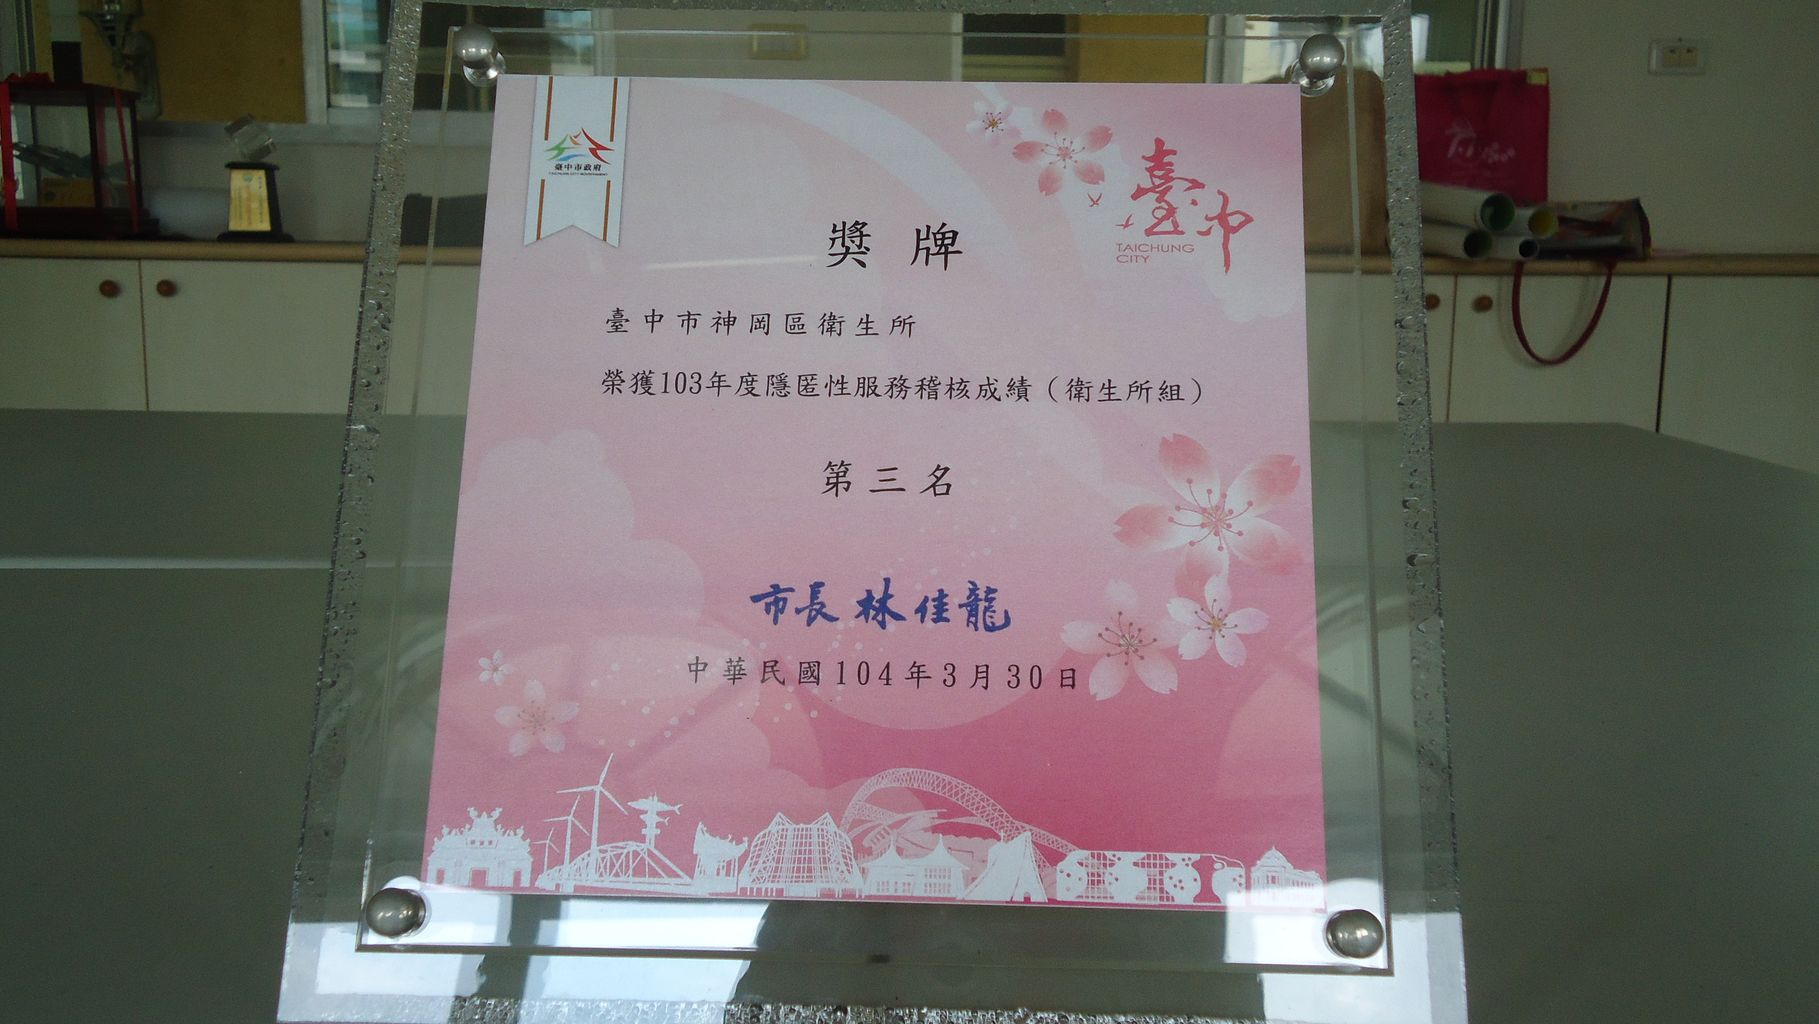 臺中市政府
TAICHUNG CITY GOVERNMENT
臺中
TAICHUNG
CITY
獎牌
臺中市神岡區衛生所
榮獲103年度隱匿性服務稽核成績（衛生所組）
第三名
市長 林佳龍
中華民國104年3月30日